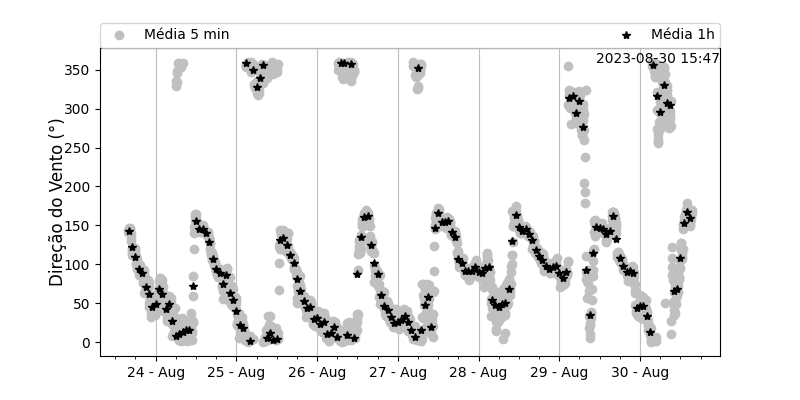 Média 5 min
Média 1h
2023-08-30 15:47
350
300
250
200
150
100
50
0
Direção do Vento (°)
24 - Aug
25 - Aug
26 - Aug
27 - Aug
28 - Aug
29 - Aug
30 - Aug